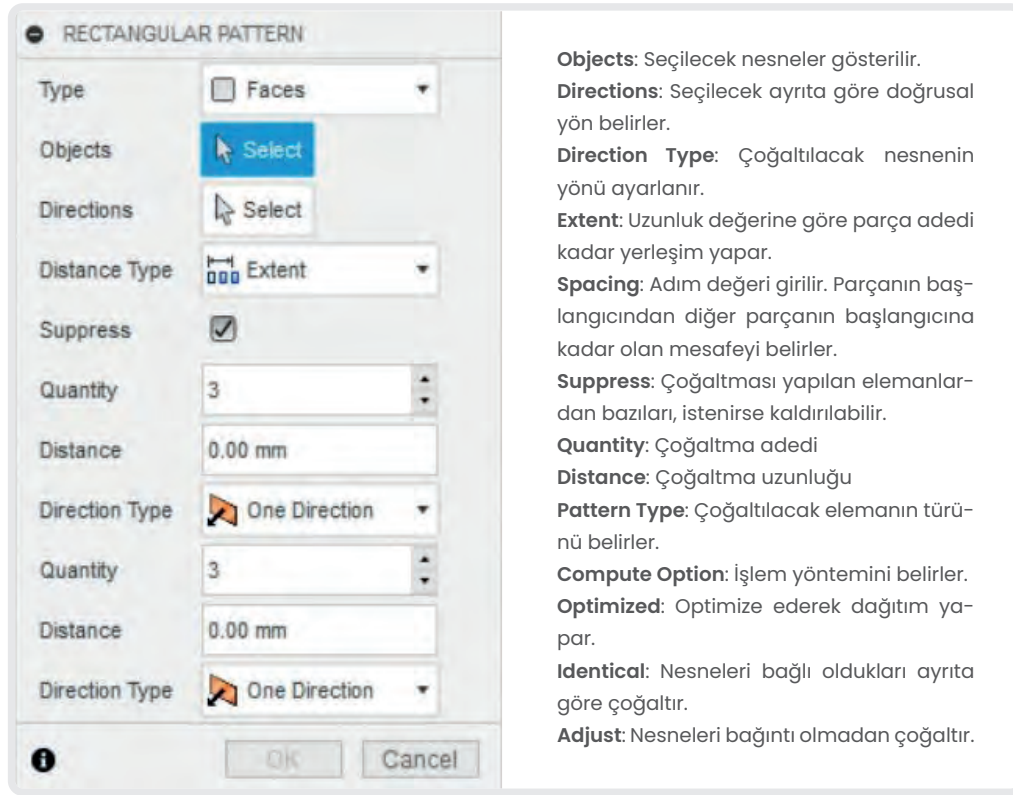 RECTANGULAR PATTERN
Type Faces
Objects Select
Directions Select
Distance Type Extent
Suppress
Quantity 3
Distance 0.00 mm
Direction Type One Direction
Quantity 3
Distance 0.00 mm
Direction Type One Direction
OK Cancel
Objects: Seçilecek nesneler gösterilir.
Directions: Seçilecek ayrıta göre doğrusal
yön belirler.
Direction Type: Çoğaltılacak nesnenin
yönü ayarlanır.
Extent: Uzunluk değerine göre parça adedi
kadar yerleşim yapar.
Spacing: Adım değeri girilir. Parçanın baş-
langıcından diğer parçanın başlangıcına
kadar olan mesafeyi belirler.
Suppress: Çoğaltması yapılan elemanlar-
dan bazıları, istenirse kaldırılabilir.
Quantity: Çoğaltma adedi
Distance: Çoğaltma uzunluğu
Pattern Type: Çoğaltılacak elemanın türü-
nü belirler.
Compute Option: İşlem yöntemini belirler.
Optimized: Optimize ederek dağıtım ya-
par.
Identical: Nesneleri bağlı oldukları ayrıta
göre çoğaltır.
Adjust: Nesneleri bağıntı olmadan çoğaltır.